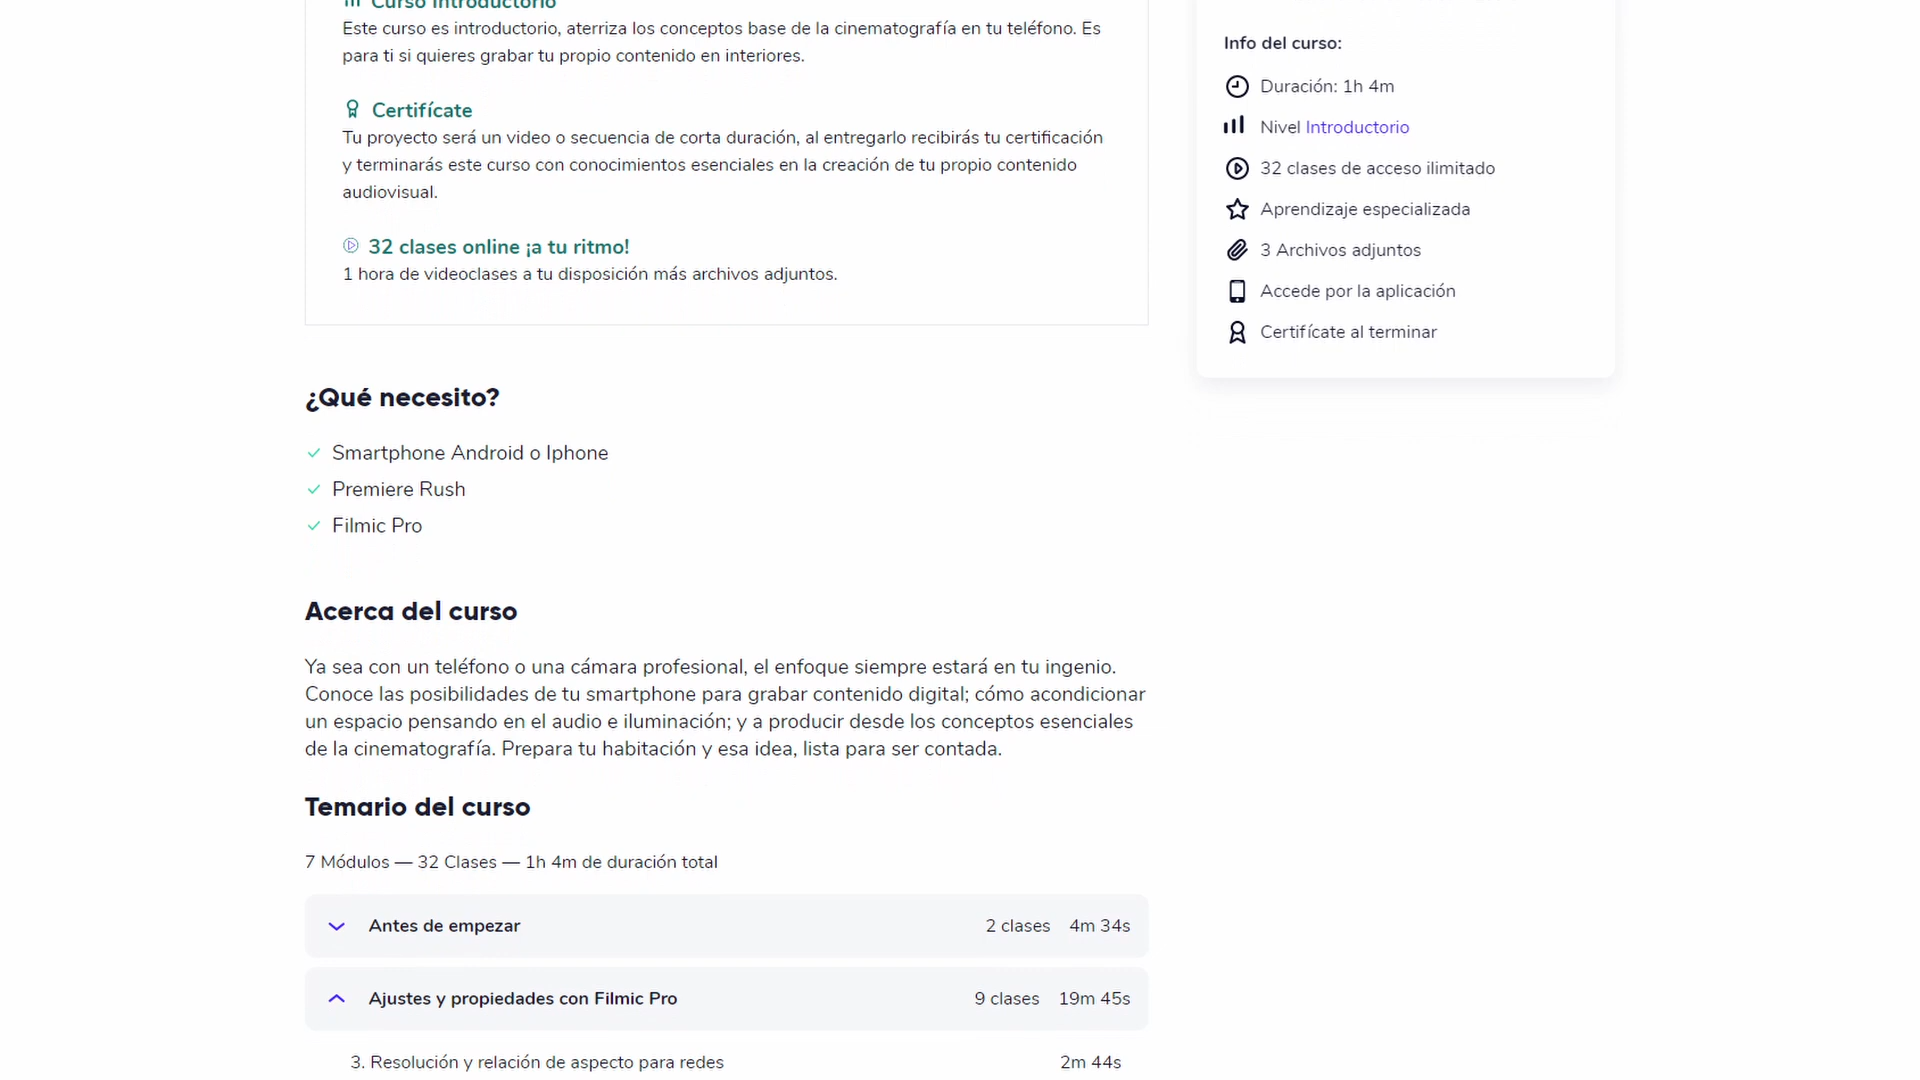 Curso Introductorio
Este curso es introductorio, aterriza los conceptos base de la cinematografía en tu teléfono. Es
para ti si quieres grabar tu propio contenido en interiores.
Certifícate
Tu proyecto será un video o secuencia de corta duración, al entregarlo recibirás tu certificación
y terminarás este curso con conocimientos esenciales en la creación de tu propio contenido
audiovisual.
32 clases online ¡a tu ritmo!
1 hora de videoclases a tu disposición más archivos adjuntos.
¿Qué necesito?
Smartphone Android o Iphone
Premiere Rush
Filmic Pro
Acerca del curso
Ya sea con un teléfono o una cámara profesional, el enfoque siempre estará en tu ingenio.
Conoce las posibilidades de tu smartphone para grabar contenido digital; cómo acondicionar
un espacio pensando en el audio e iluminación; y a producir desde los conceptos esenciales
de la cinematografía. Prepara tu habitación y esa idea, lista para ser contada.
Temario del curso
7 Módulos — 32 Clases — 1h 4m de duración total
Antes de empezar 2 clases 4m 34s
Ajustes y propiedades con Filmic Pro 9 clases 19m 45s
3. Resolución y relación de aspecto para redes 2m 44s
Info del curso:
Duración: 1h 4m
Nivel Introductorio
32 clases de acceso ilimitado
Aprendizaje especializada
3 Archivos adjuntos
Accede por la aplicación
Certifícate al terminar